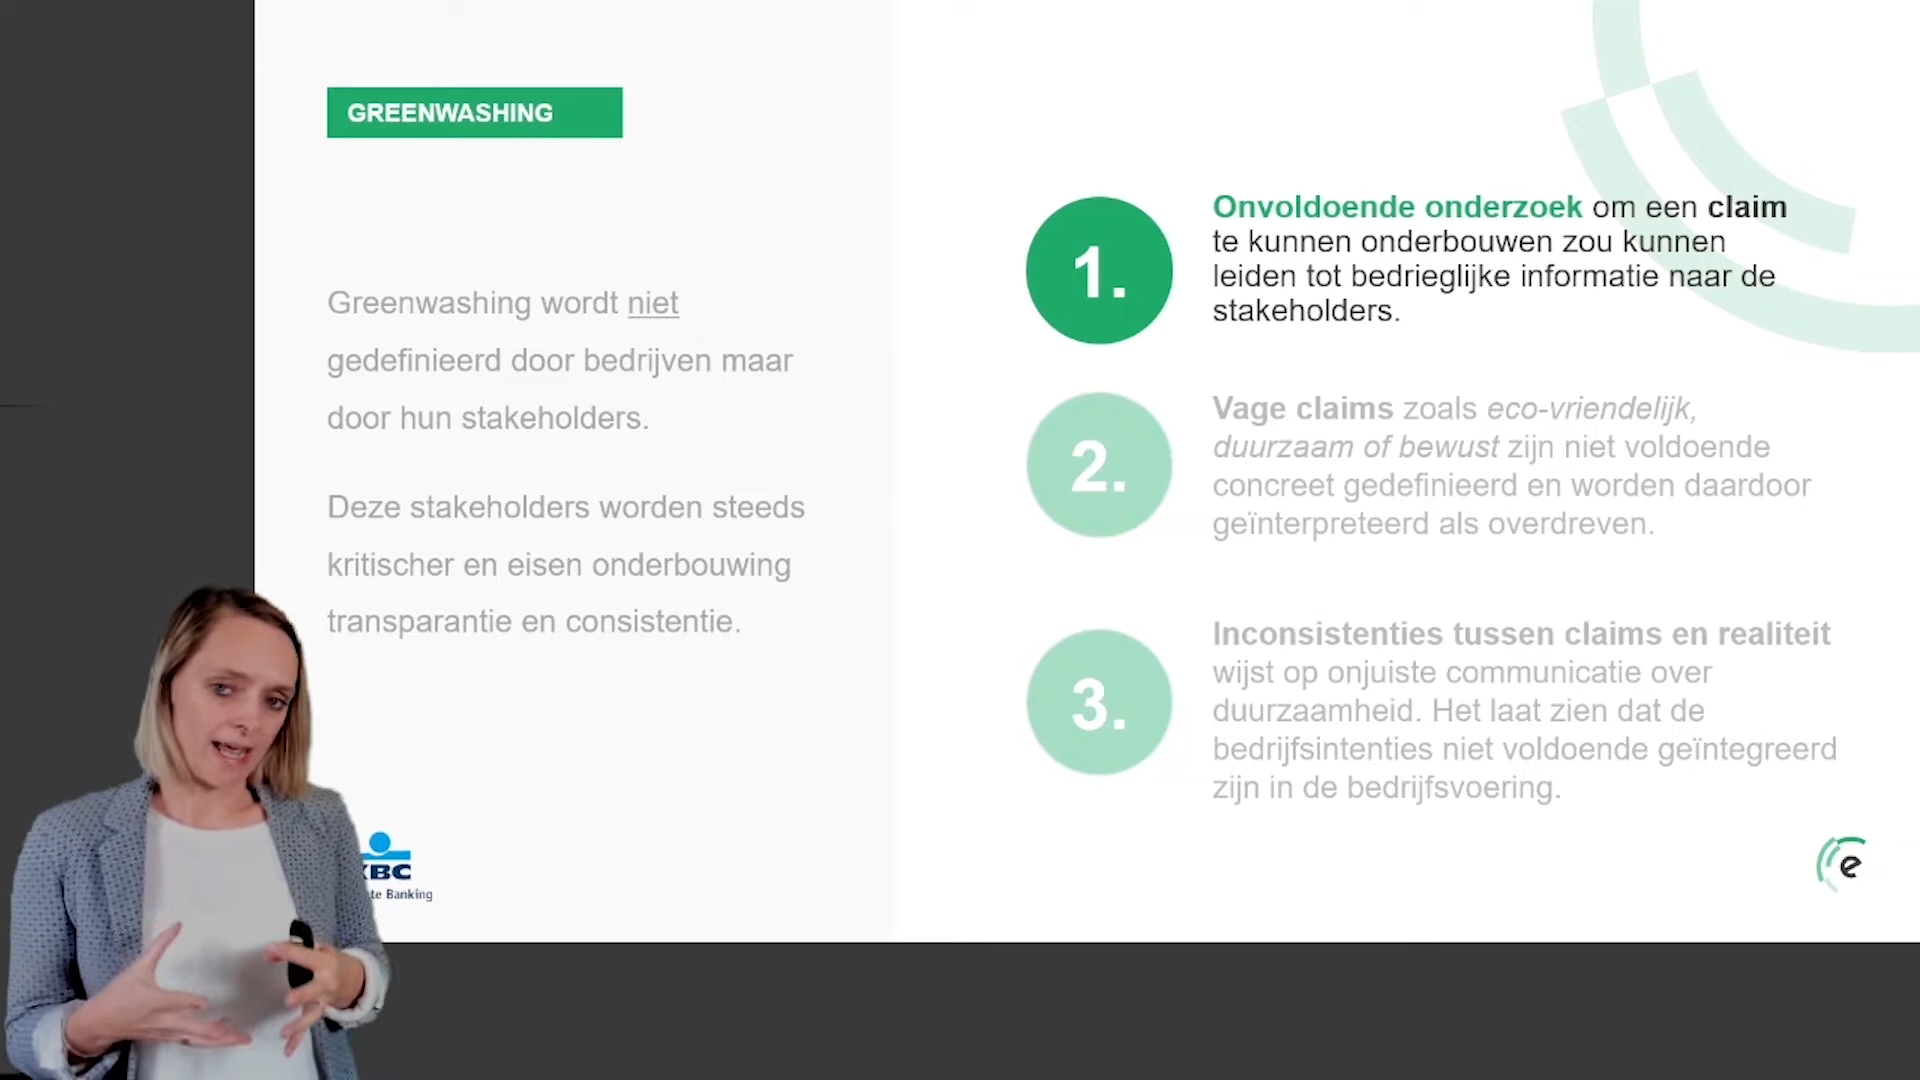 GREENWASHING
Greenwashing wordt niet
gedefinieerd door bedrijven maar
door hun stakeholders.
Deze stakeholders worden steeds
kritischer en eisen onderbouwing
transparantie en consistentie.
1.
Onvoldoende onderzoek om een claim
te kunnen onderbouwen zou kunnen
leiden tot bedrieglijke informatie naar de
stakeholders.
2.
Vage claims zoals eco-vriendelijk,
duurzaam of bewust zijn niet voldoende
concreet gedefinieerd en worden daardoor
geïnterpreteerd als overdreven.
3.
Inconsistenties tussen claims en realiteit
wijst op onjuiste communicatie over
duurzaamheid. Het laat zien dat de
bedrijfsintenties niet voldoende geïntegreerd
zijn in de bedrijfsvoering.
KBC
te Banking
e